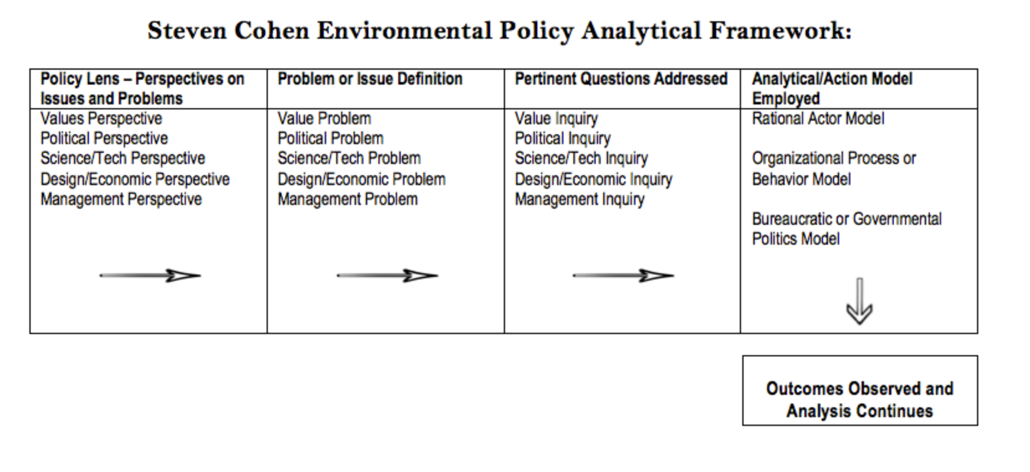 Steven Cohen Environmental Policy Analytical Framework:
Policy Lens – Perspectives on
Issues and Problems
Values Perspective
Political Perspective
Science/Tech Perspective
Design/Economic Perspective
Management Perspective
Problem or Issue Definition
Value Problem
Political Problem
Science/Tech Problem
Design/Economic Problem
Management Problem
Pertinent Questions Addressed
Value Inquiry
Political Inquiry
Science/Tech Inquiry
Design/Economic Inquiry
Management Inquiry
Analytical/Action Model
Employed
Rational Actor Model
Organizational Process or
Behavior Model
Bureaucratic or Governmental
Politics Model
Outcomes Observed and
Analysis Continues